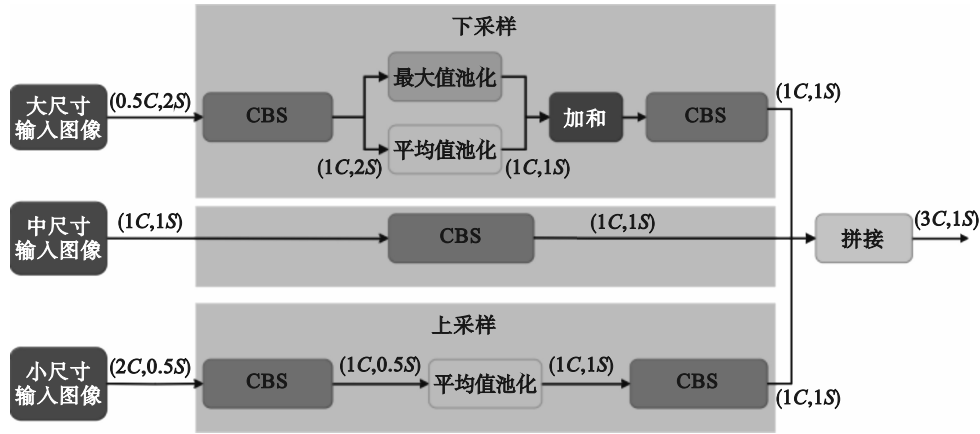 下采样
大尺寸
输入图像
(0.5C,2S)
CBS
最大值池化
平均值池化
(1C,2S)
(1C,1S)
加和
CBS
(1C,1S)
中尺寸
输入图像
(1C,1S)
CBS
(1C,1S)
拼接
(3C,1S)
上采样
小尺寸
输入图像
(2C,0.5S)
CBS
(1C,0.5S)
平均值池化
(1C,1S)
CBS
(1C,1S)